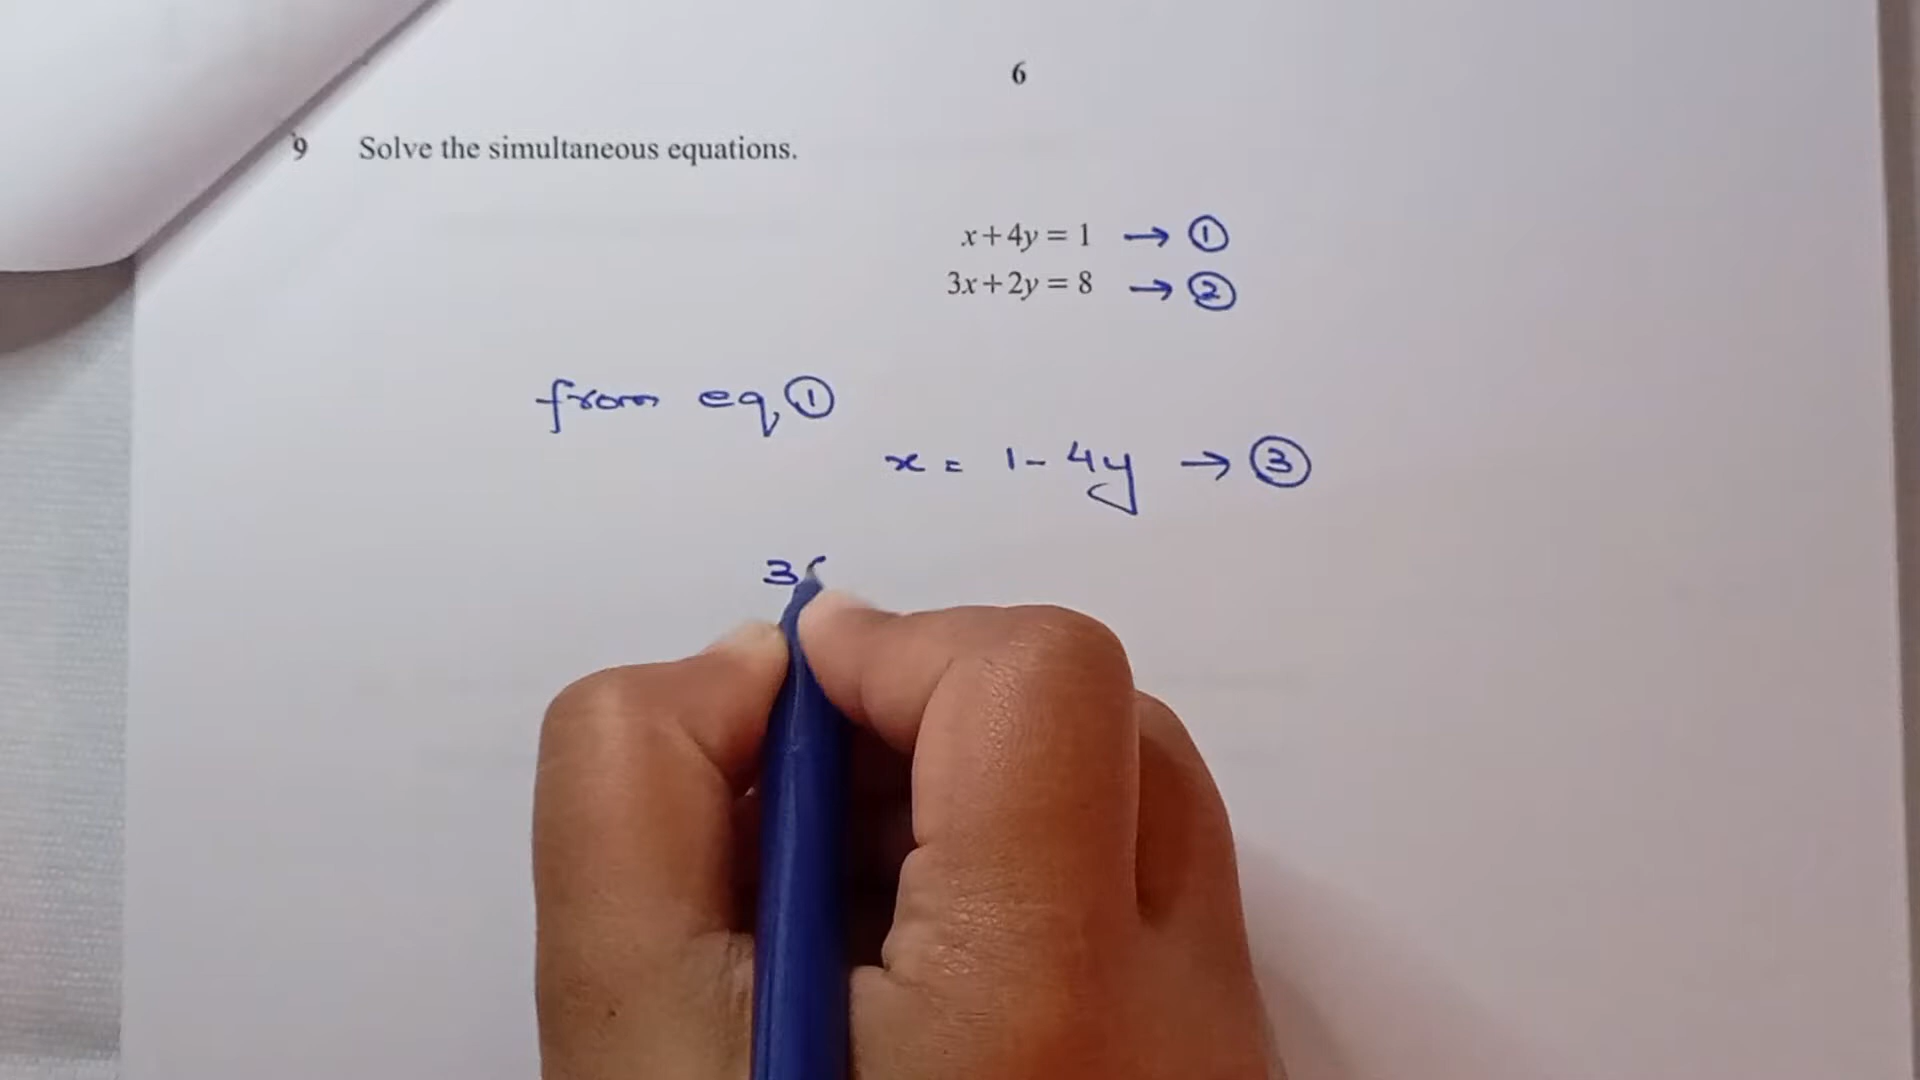 6
9 Solve the simultaneous equations.
x + 4y = 1 → ①
3x + 2y = 8 → ②
from eq ①
x = 1 - 4y → ③
3(